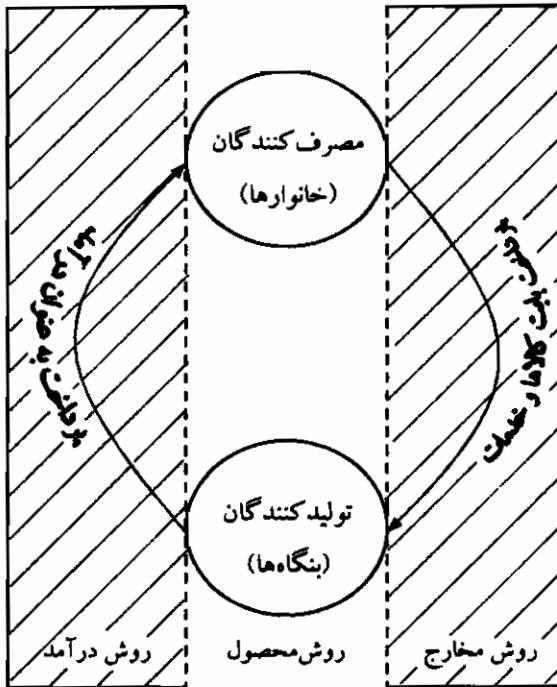 مصرف کنندگان
(خانوارها)
پرداخت بابت کالاها و خدمات
پرداخت به عنوان درآمد
تولید کنندگان
(بنگاه‌ها)
روش مخارج
روش محصول
روش درآمد